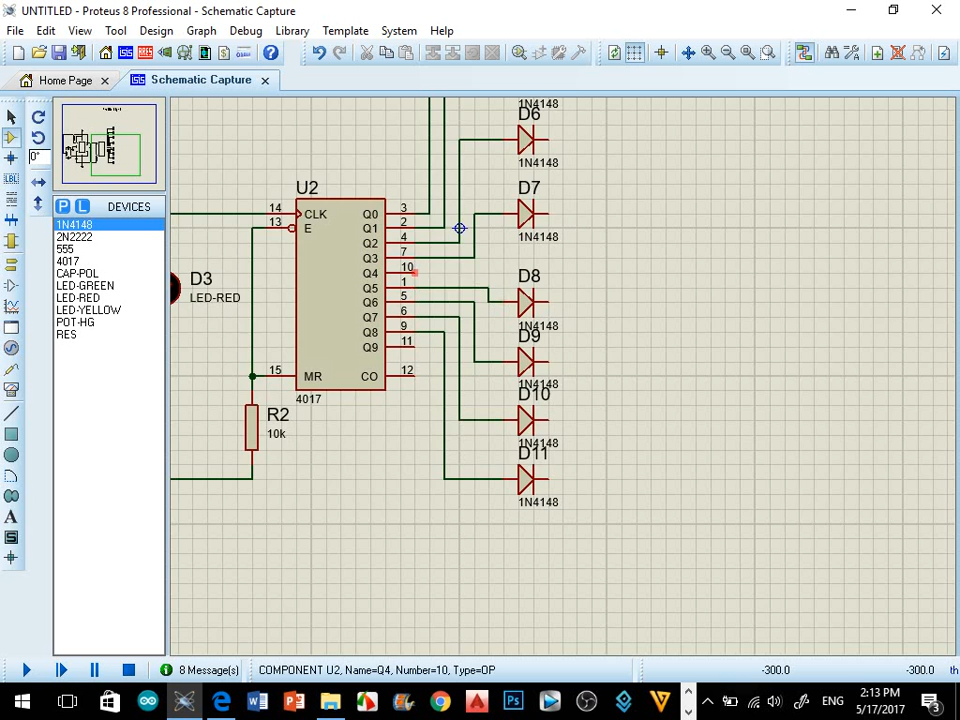 UNTITLED - Proteus 8 Professional - Schematic Capture
File Edit View Tool Design Graph Debug Library Template System Help
Home Page Schematic Capture
0°
P L DEVICES
1N4148
2N2222
555
4017
CAP-POL
LED-GREEN
LED-RED
LED-YELLOW
POT-HG
RES
LBL
A
S
D3
LED-RED
U2
14 CLK
13 E
15 MR
Q0 3
Q1 2
Q2 4
Q3 7
Q4 10
Q5 1
Q6 5
Q7 6
Q8 9
Q9 11
CO 12
4017
R2
10k
1N4148
D6
1N4148
D7
1N4148
D8
1N4148
D9
1N4148
D10
1N4148
D11
1N4148
8 Message(s) COMPONENT U2, Name=Q4, Number=10, Type=OP -300.0 -300.0 th
ENG 2:13 PM
5/17/2017 3